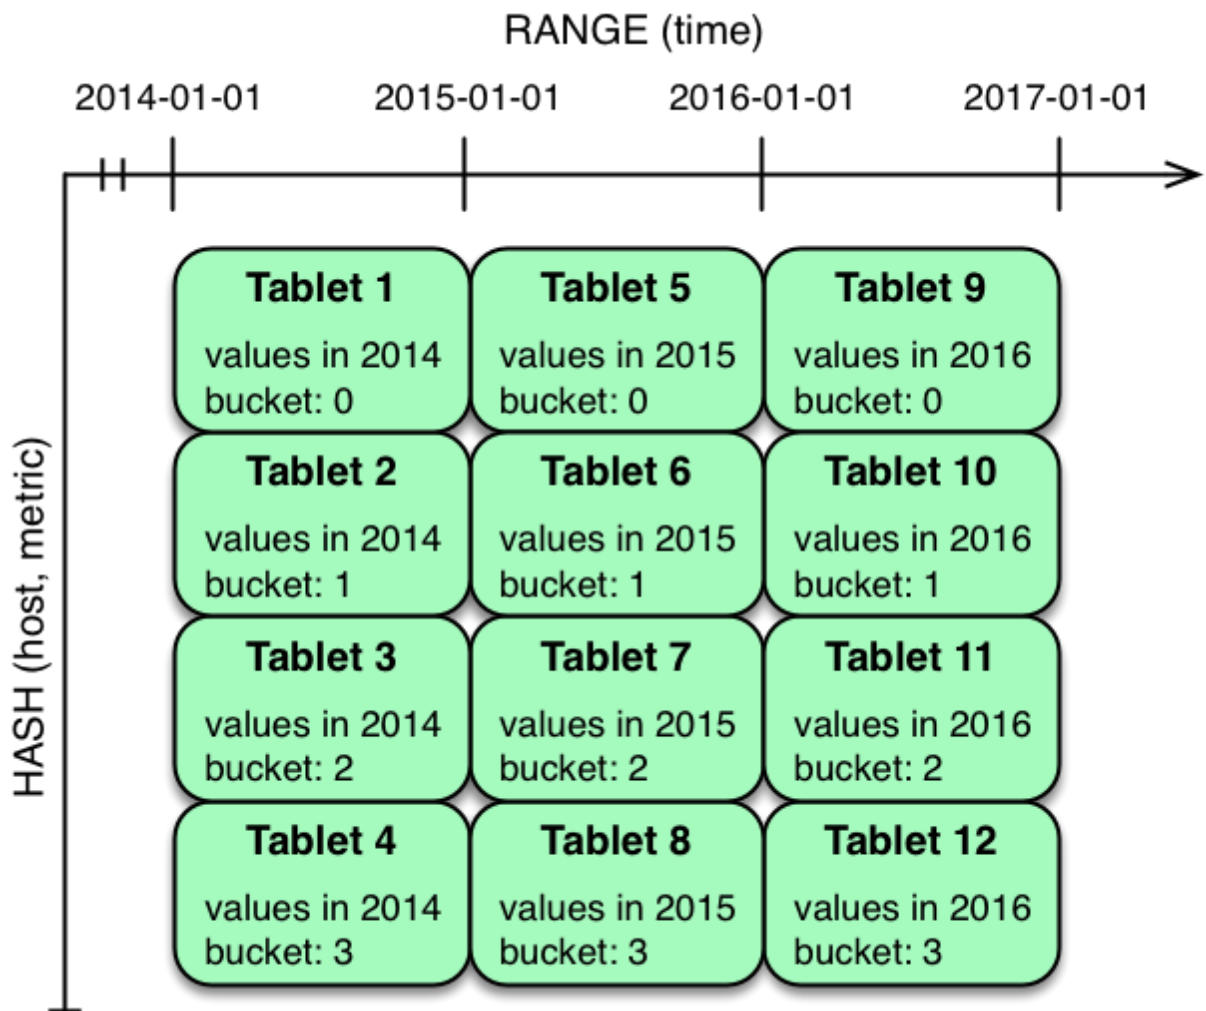 RANGE (time)
2014-01-01 2015-01-01 2016-01-01 2017-01-01
HASH (host, metric)
Tablet 1
values in 2014
bucket: 0
Tablet 5
values in 2015
bucket: 0
Tablet 9
values in 2016
bucket: 0
Tablet 2
values in 2014
bucket: 1
Tablet 6
values in 2015
bucket: 1
Tablet 10
values in 2016
bucket: 1
Tablet 3
values in 2014
bucket: 2
Tablet 7
values in 2015
bucket: 2
Tablet 11
values in 2016
bucket: 2
Tablet 4
values in 2014
bucket: 3
Tablet 8
values in 2015
bucket: 3
Tablet 12
values in 2016
bucket: 3